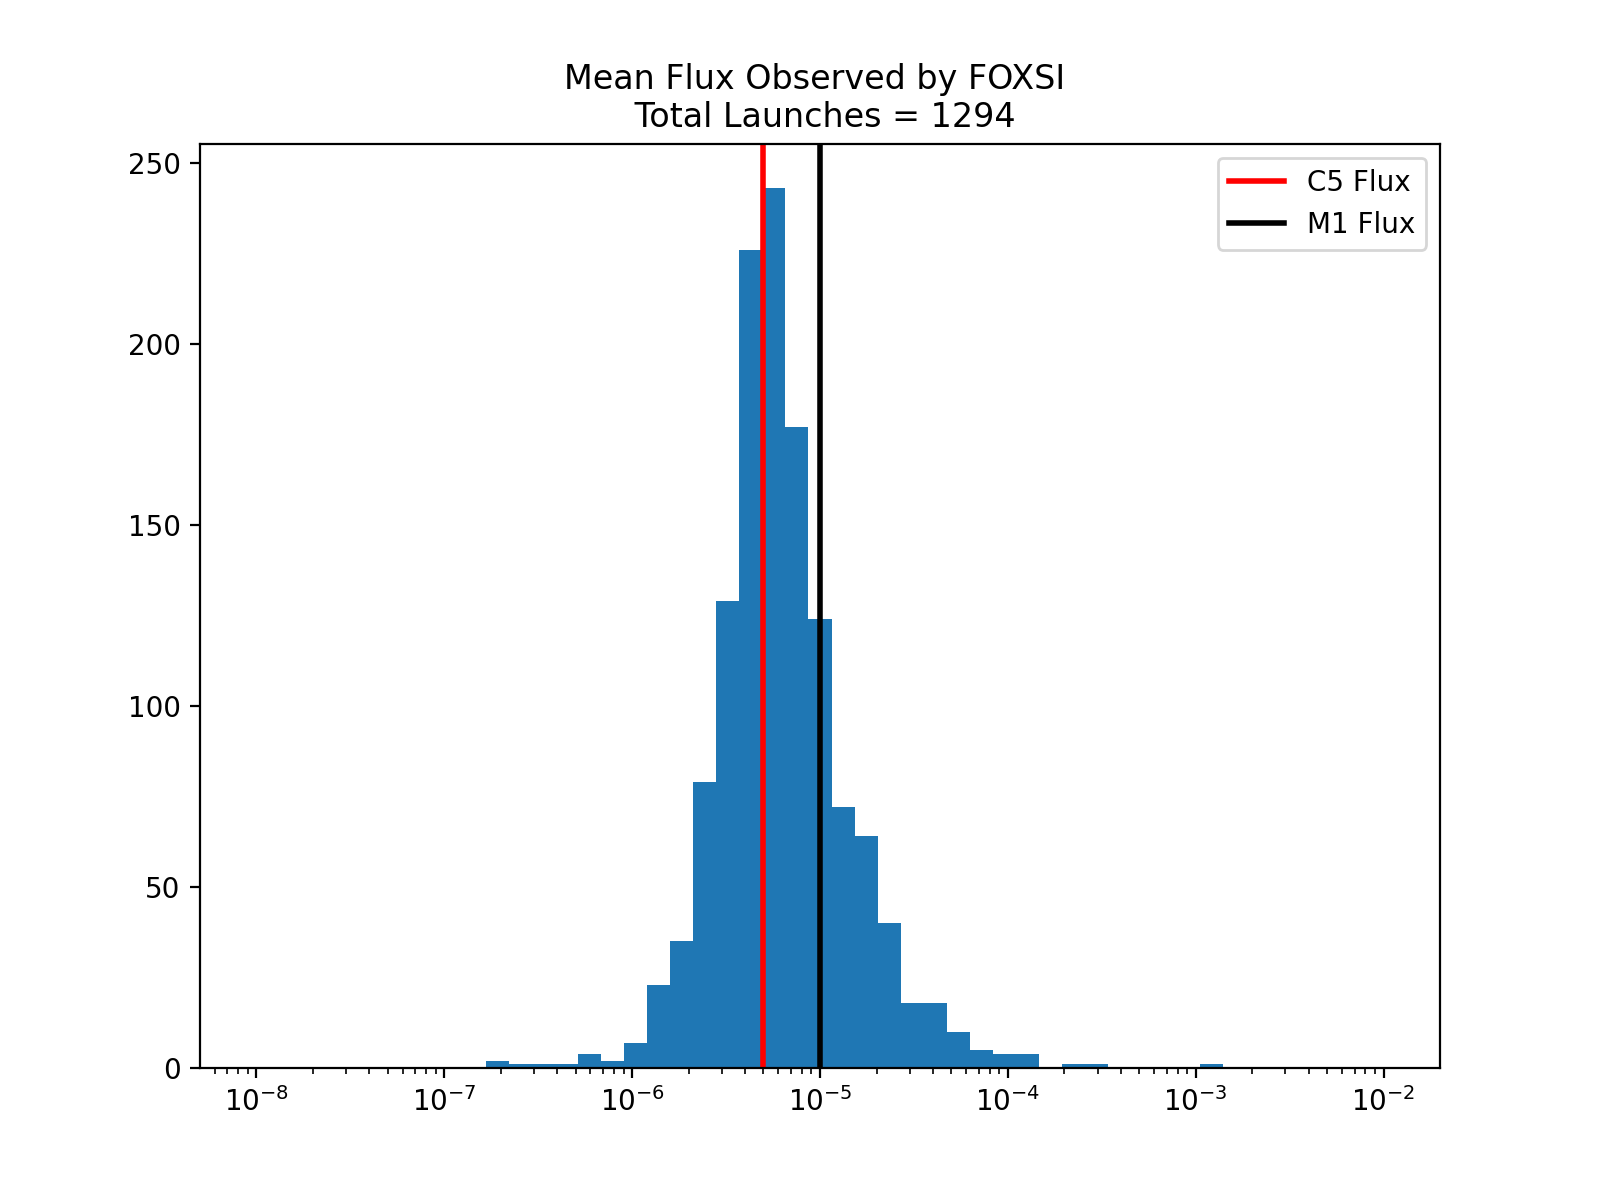 Mean Flux Observed by FOXSI
Total Launches = 1294
C5 Flux
M1 Flux
250
200
150
100
50
0
10⁻⁸ 10⁻⁷ 10⁻⁶ 10⁻⁵ 10⁻⁴ 10⁻³ 10⁻²